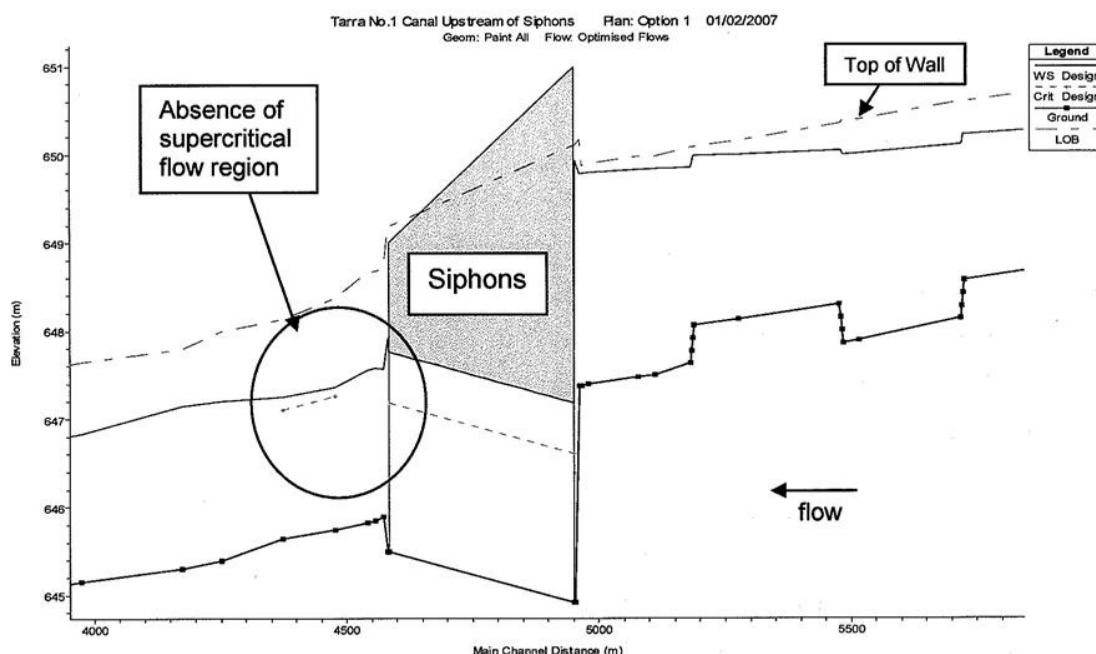 Tarra No.1 Canal Upstream of Siphons Plan: Option 1 01/02/2007
Geom: Paint All Flow: Optimised Flows
Legend
WS Design
Crit Design
Ground
LOB
Top of Wall
Absence of
supercritical
flow region
Siphons
flow
Elevation (m)
651
650
649
648
647
646
645
4000
4500
5000
5500
Main Channel Distance (m)